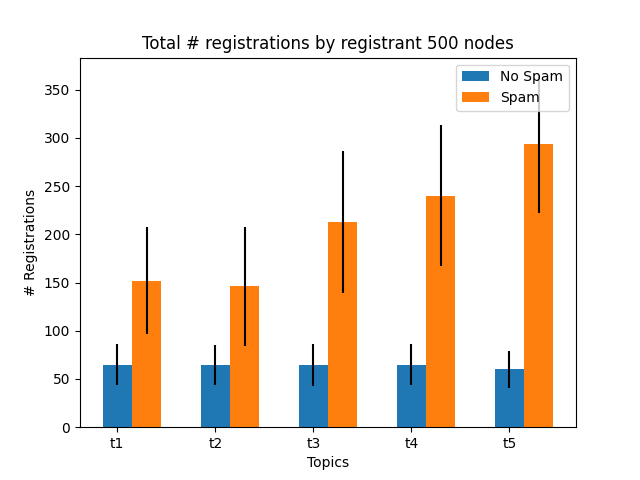 Total # registrations by registrant 500 nodes
No Spam
Spam
350
300
250
200
150
100
50
0
# Registrations
t1 t2 t3 t4 t5
Topics